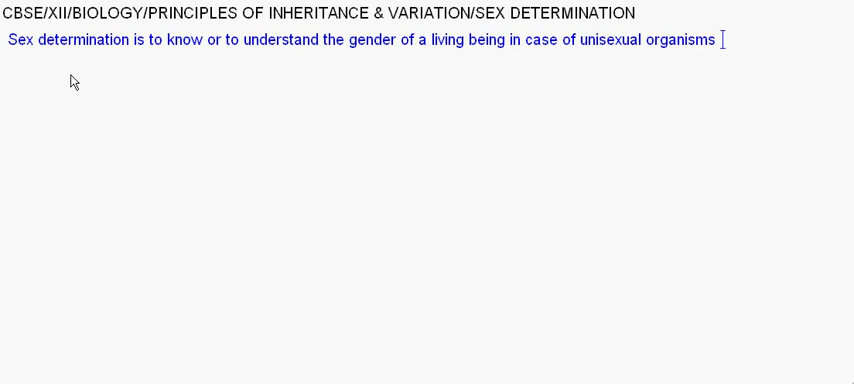 CBSE/XII/BIOLOGY/PRINCIPLES OF INHERITANCE & VARIATION/SEX DETERMINATION
Sex determination is to know or to understand the gender of a living being in case of unisexual organisms